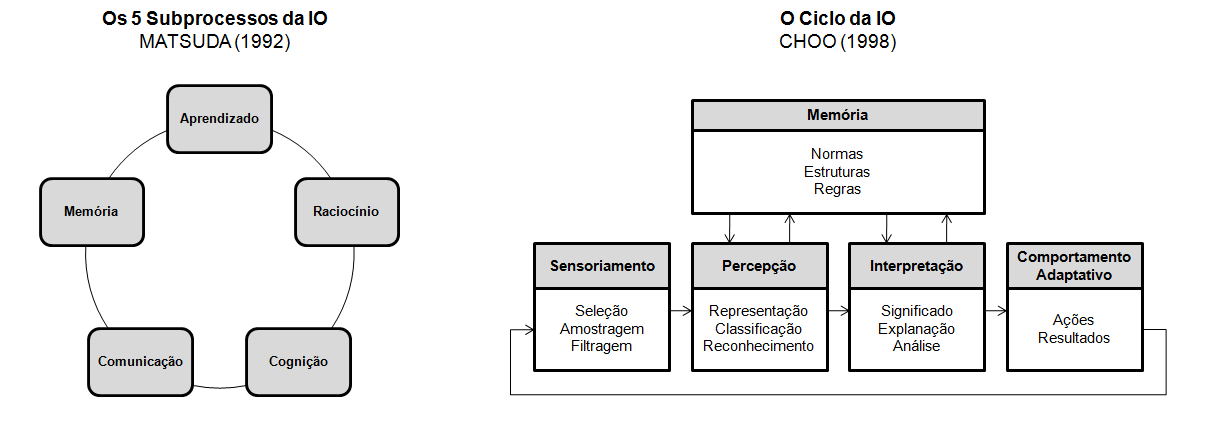 Os 5 Subprocessos da IO
MATSUDA (1992)
Aprendizado
Memória
Raciocínio
Comunicação
Cognição
O Ciclo da IO
CHOO (1998)
Memória
Normas
Estruturas
Regras
Sensoriamento
Seleção
Amostragem
Filtragem
Percepção
Representação
Classificação
Reconhecimento
Interpretação
Significado
Explanação
Análise
Comportamento
Adaptativo
Ações
Resultados